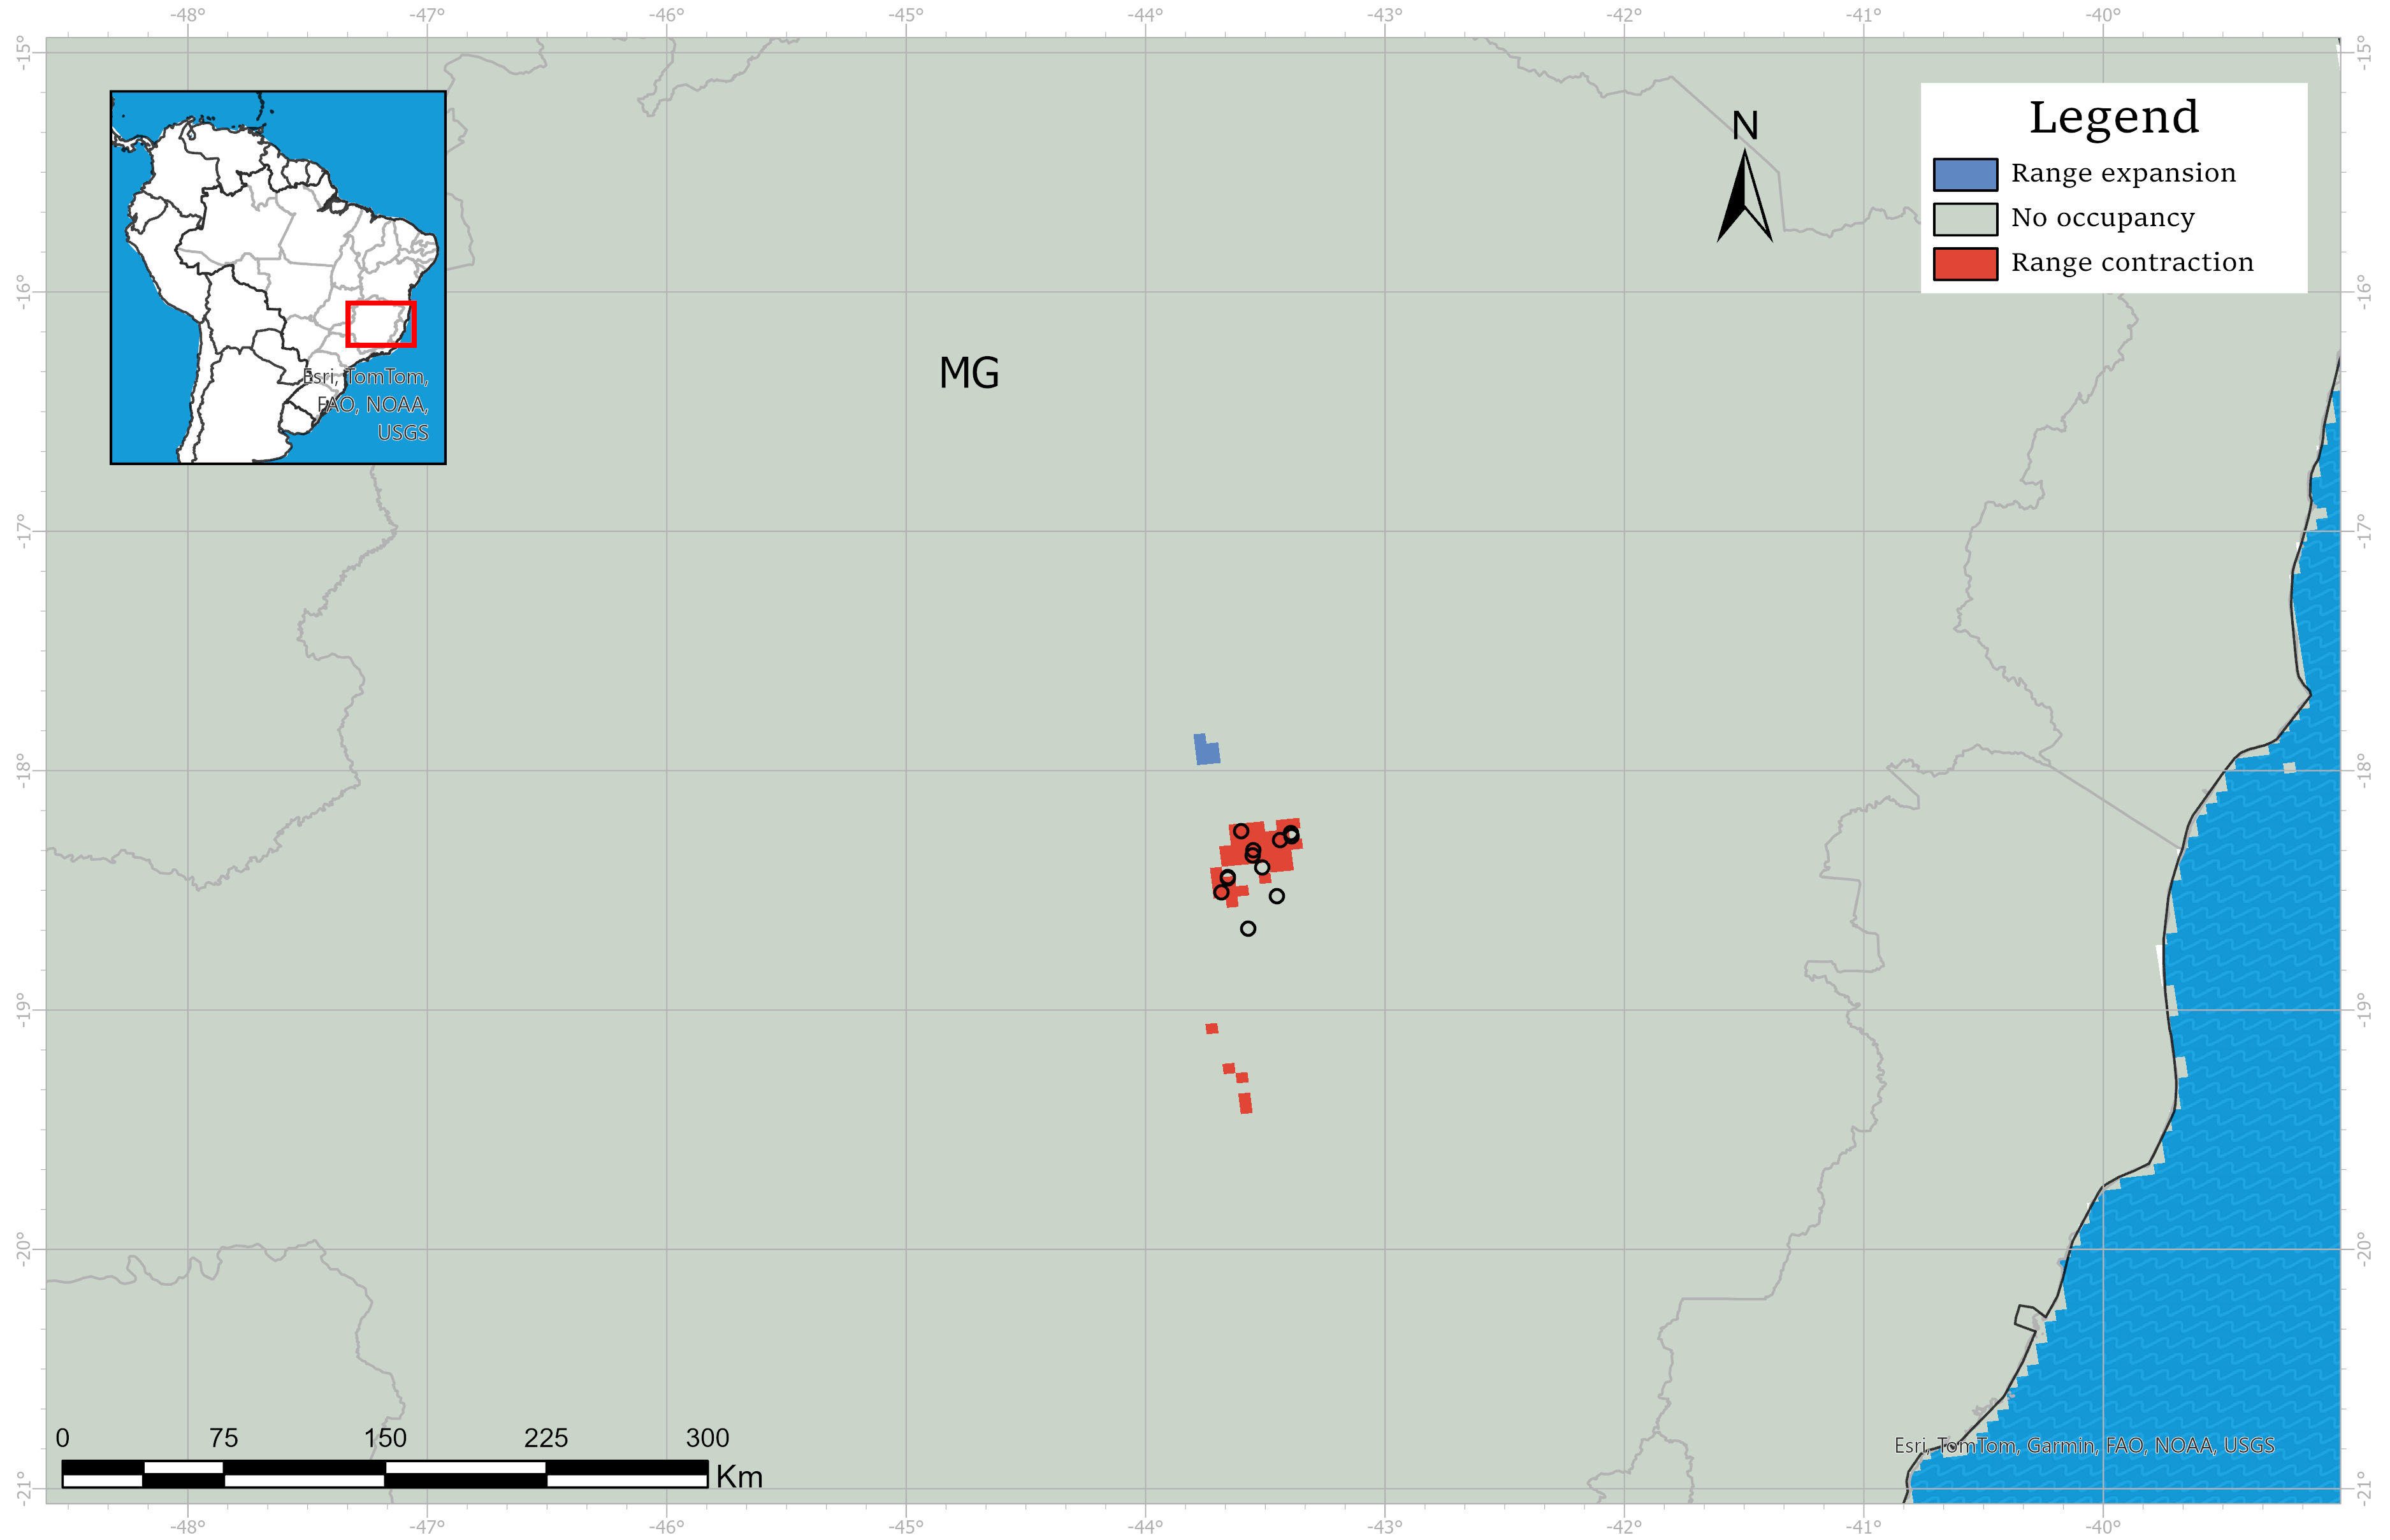 -48° -47° -46° -45° -44° -43° -42° -41° -40°
-15° -15°
Legend
N
Range expansion
No occupancy
Range contraction
-16° -16°
MG
Esri, TomTom,
FAO, NOAA,
USGS
-17° -17°
-18° -18°
-19° -19°
-20° -20°
0 75 150 225 300
Km
Esri, TomTom, Garmin, FAO, NOAA, USGS
-21° -21°
-48° -47° -46° -45° -44° -43° -42° -41° -40°